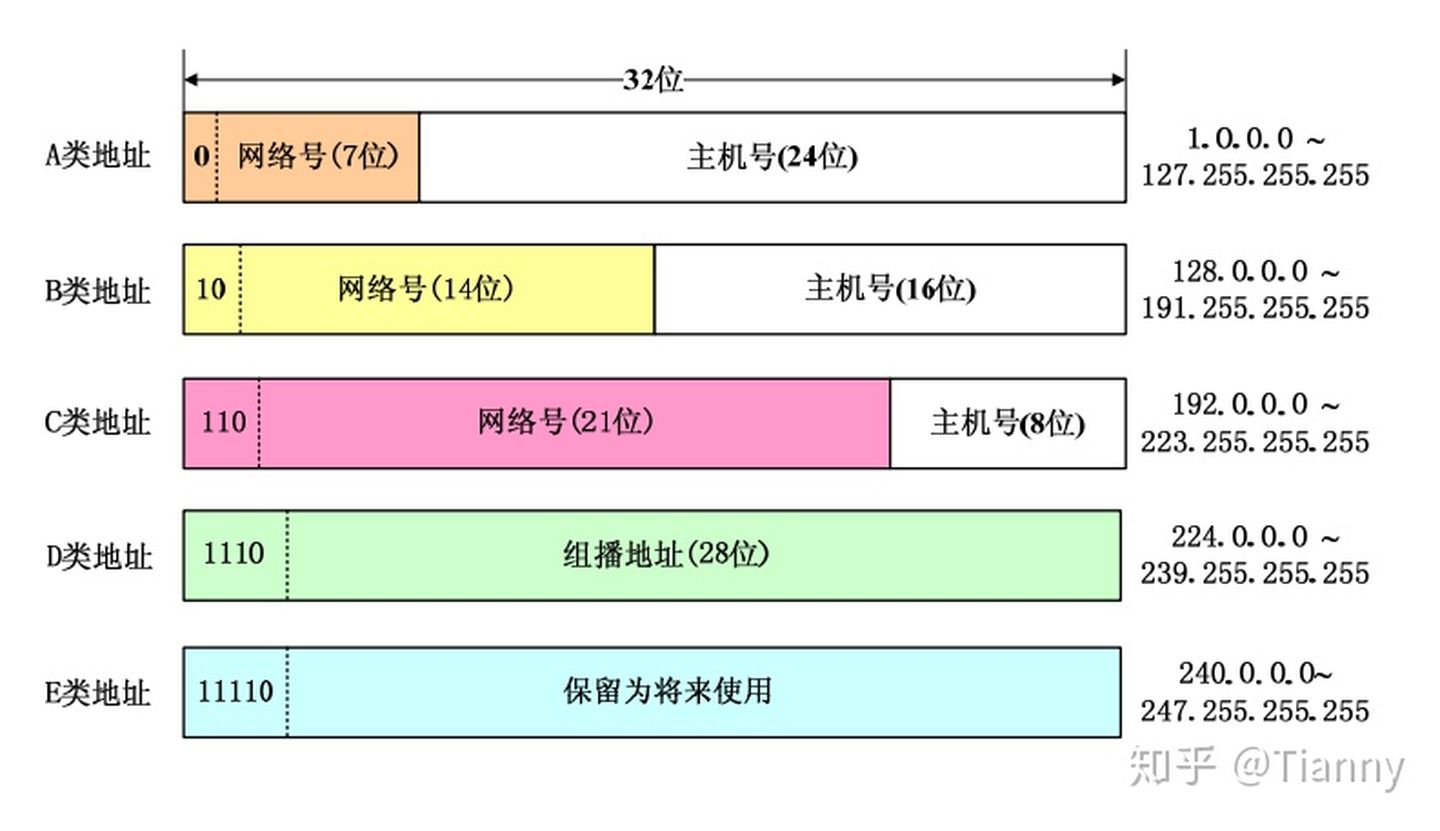 32位
A类地址
0
网络号(7位)
主机号(24位)
1.0.0.0 ~
127.255.255.255
B类地址
10
网络号(14位)
主机号(16位)
128.0.0.0 ~
191.255.255.255
C类地址
110
网络号(21位)
主机号(8位)
192.0.0.0 ~
223.255.255.255
D类地址
1110
组播地址(28位)
224.0.0.0 ~
239.255.255.255
E类地址
11110
保留为将来使用
240.0.0.0~
247.255.255.255
知乎 @Tianny